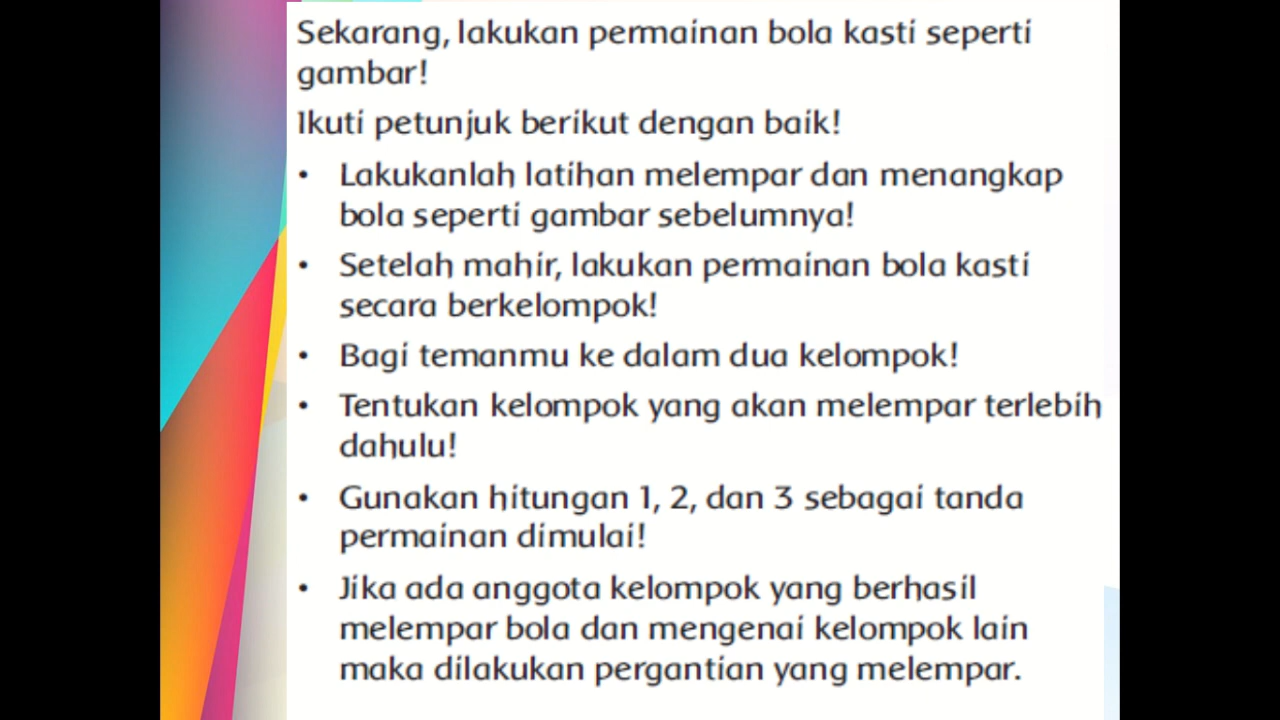 Sekarang, lakukan permainan bola kasti seperti
gambar!
Ikuti petunjuk berikut dengan baik!
• Lakukanlah latihan melempar dan menangkap
bola seperti gambar sebelumnya!
• Setelah mahir, lakukan permainan bola kasti
secara berkelompok!
• Bagi temanmu ke dalam dua kelompok!
• Tentukan kelompok yang akan melempar terlebih
dahulu!
• Gunakan hitungan 1, 2, dan 3 sebagai tanda
permainan dimulai!
• Jika ada anggota kelompok yang berhasil
melempar bola dan mengenai kelompok lain
maka dilakukan pergantian yang melempar.